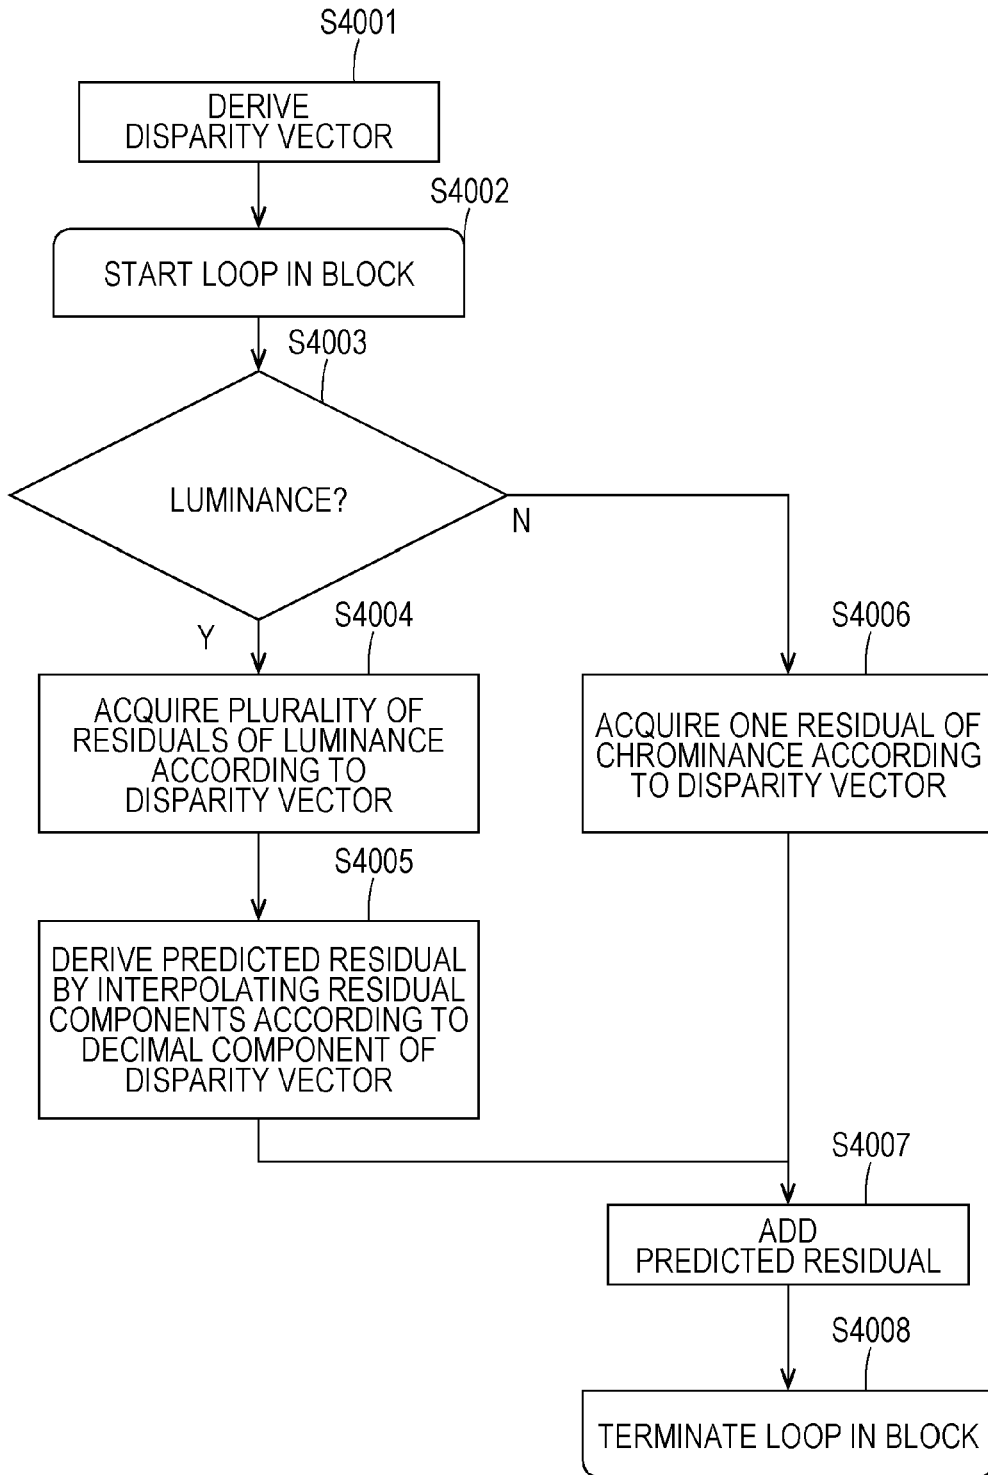 S4001
DERIVE
DISPARITY VECTOR
S4002
START LOOP IN BLOCK
S4003
LUMINANCE?
N
Y
S4004
ACQUIRE PLURALITY OF
RESIDUALS OF LUMINANCE
ACCORDING TO
DISPARITY VECTOR
S4006
ACQUIRE ONE RESIDUAL OF
CHROMINANCE ACCORDING
TO DISPARITY VECTOR
S4005
DERIVE PREDICTED RESIDUAL
BY INTERPOLATING RESIDUAL
COMPONENTS ACCORDING TO
DECIMAL COMPONENT OF
DISPARITY VECTOR
S4007
ADD
PREDICTED RESIDUAL
S4008
TERMINATE LOOP IN BLOCK